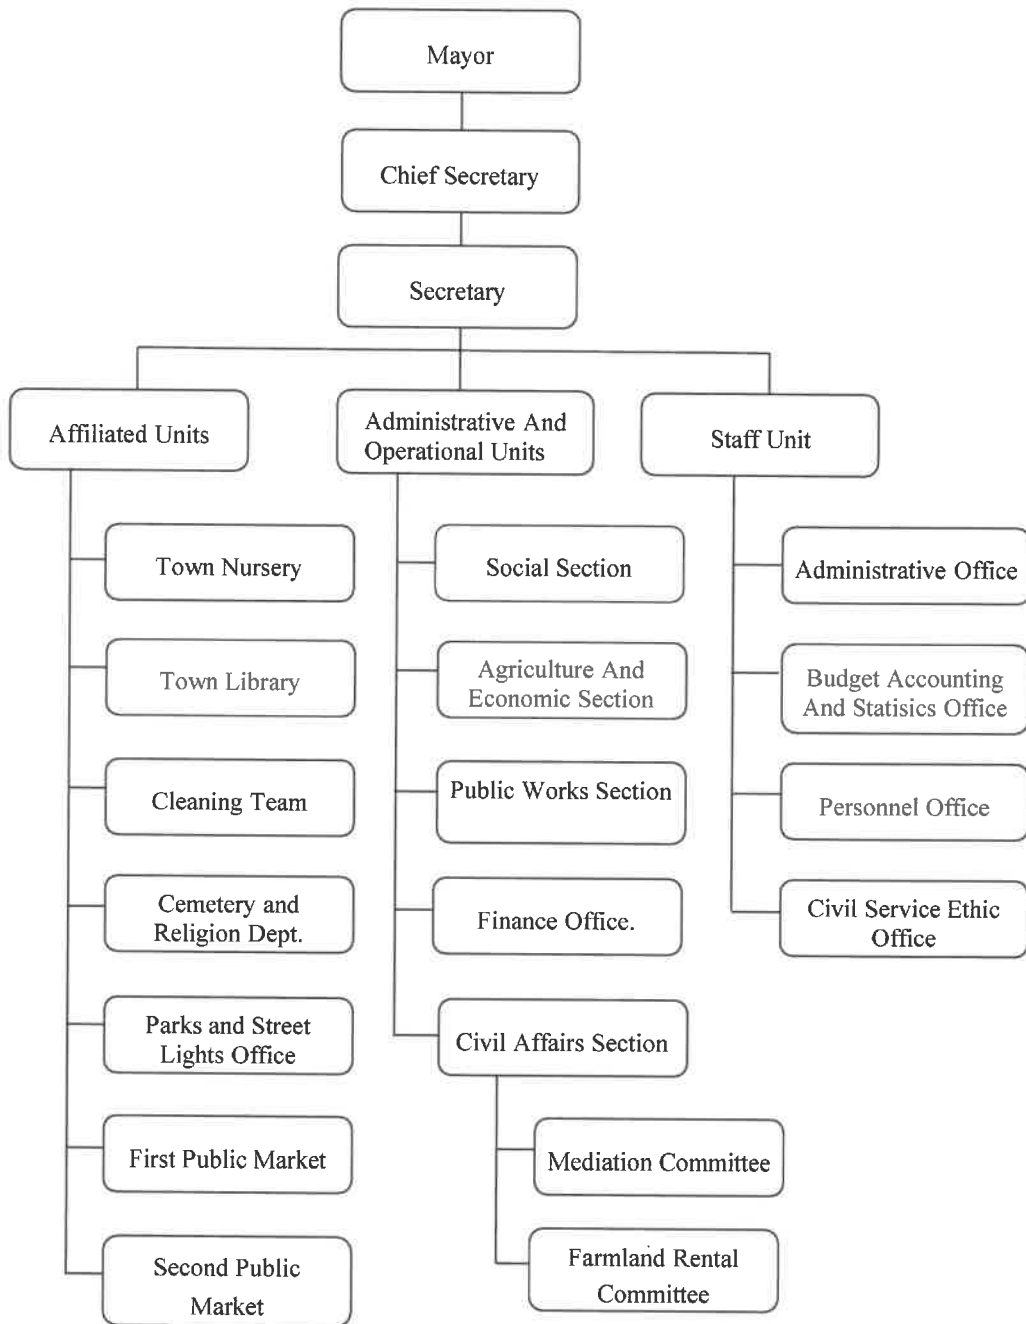 Mayor
Chief Secretary
Secretary
Affiliated Units
Administrative And
Operational Units
Staff Unit
Town Nursery
Town Library
Cleaning Team
Cemetery and
Religion Dept.
Parks and Street
Lights Office
First Public Market
Second Public
Market
Social Section
Agriculture And
Economic Section
Public Works Section
Finance Office.
Civil Affairs Section
Mediation Committee
Farmland Rental
Committee
Administrative Office
Budget Accounting
And Statisics Office
Personnel Office
Civil Service Ethic
Office